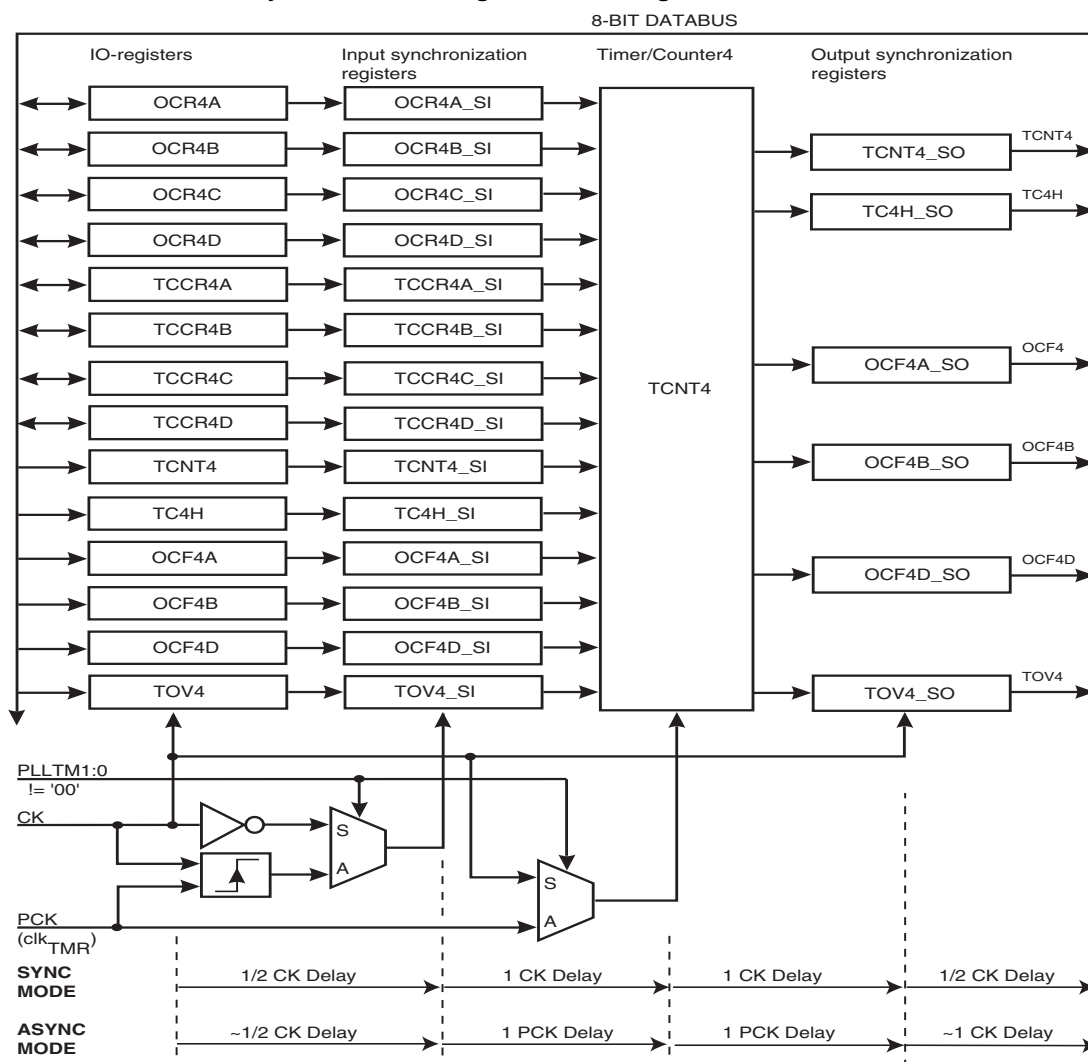 8-BIT DATABUS
IO-registers
Input synchronization
registers
Timer/Counter4
Output synchronization
registers
OCR4A
OCR4A_SI
OCR4B
OCR4B_SI
OCR4C
OCR4C_SI
OCR4D
OCR4D_SI
TCCR4A
TCCR4A_SI
TCCR4B
TCCR4B_SI
TCCR4C
TCCR4C_SI
TCCR4D
TCCR4D_SI
TCNT4
TCNT4_SI
TC4H
TC4H_SI
OCF4A
OCF4A_SI
OCF4B
OCF4B_SI
OCF4D
OCF4D_SI
TOV4
TOV4_SI
TCNT4
TCNT4_SO
TCNT4
TC4H_SO
TC4H
OCF4A_SO
OCF4
OCF4B_SO
OCF4B
OCF4D_SO
OCF4D
TOV4_SO
TOV4
PLLTM1:0
!= '00'
CK
S
A
S
A
PCK
(clkTMR)
SYNC
MODE
1/2 CK Delay
1 CK Delay
1 CK Delay
1/2 CK Delay
ASYNC
MODE
~1/2 CK Delay
1 PCK Delay
1 PCK Delay
~1 CK Delay